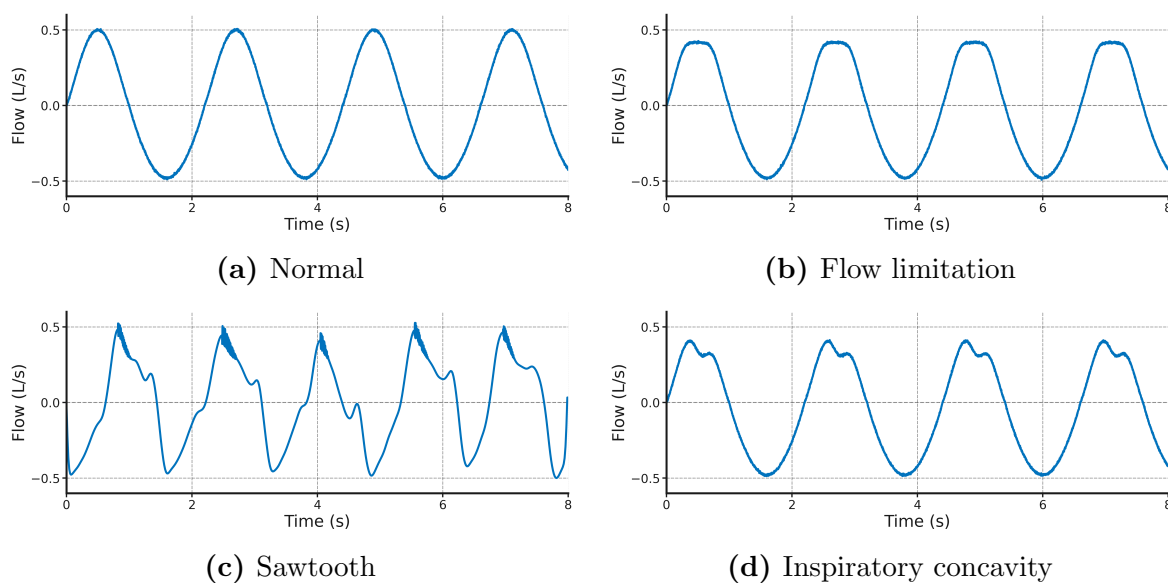 Flow (L/s)
0.5
0.0
−0.5
0 2 4 6 8
Time (s)
(a) Normal
Flow (L/s)
0.5
0.0
−0.5
0 2 4 6 8
Time (s)
(b) Flow limitation
Flow (L/s)
0.5
0.0
−0.5
0 2 4 6 8
Time (s)
(c) Sawtooth
Flow (L/s)
0.5
0.0
−0.5
0 2 4 6 8
Time (s)
(d) Inspiratory concavity